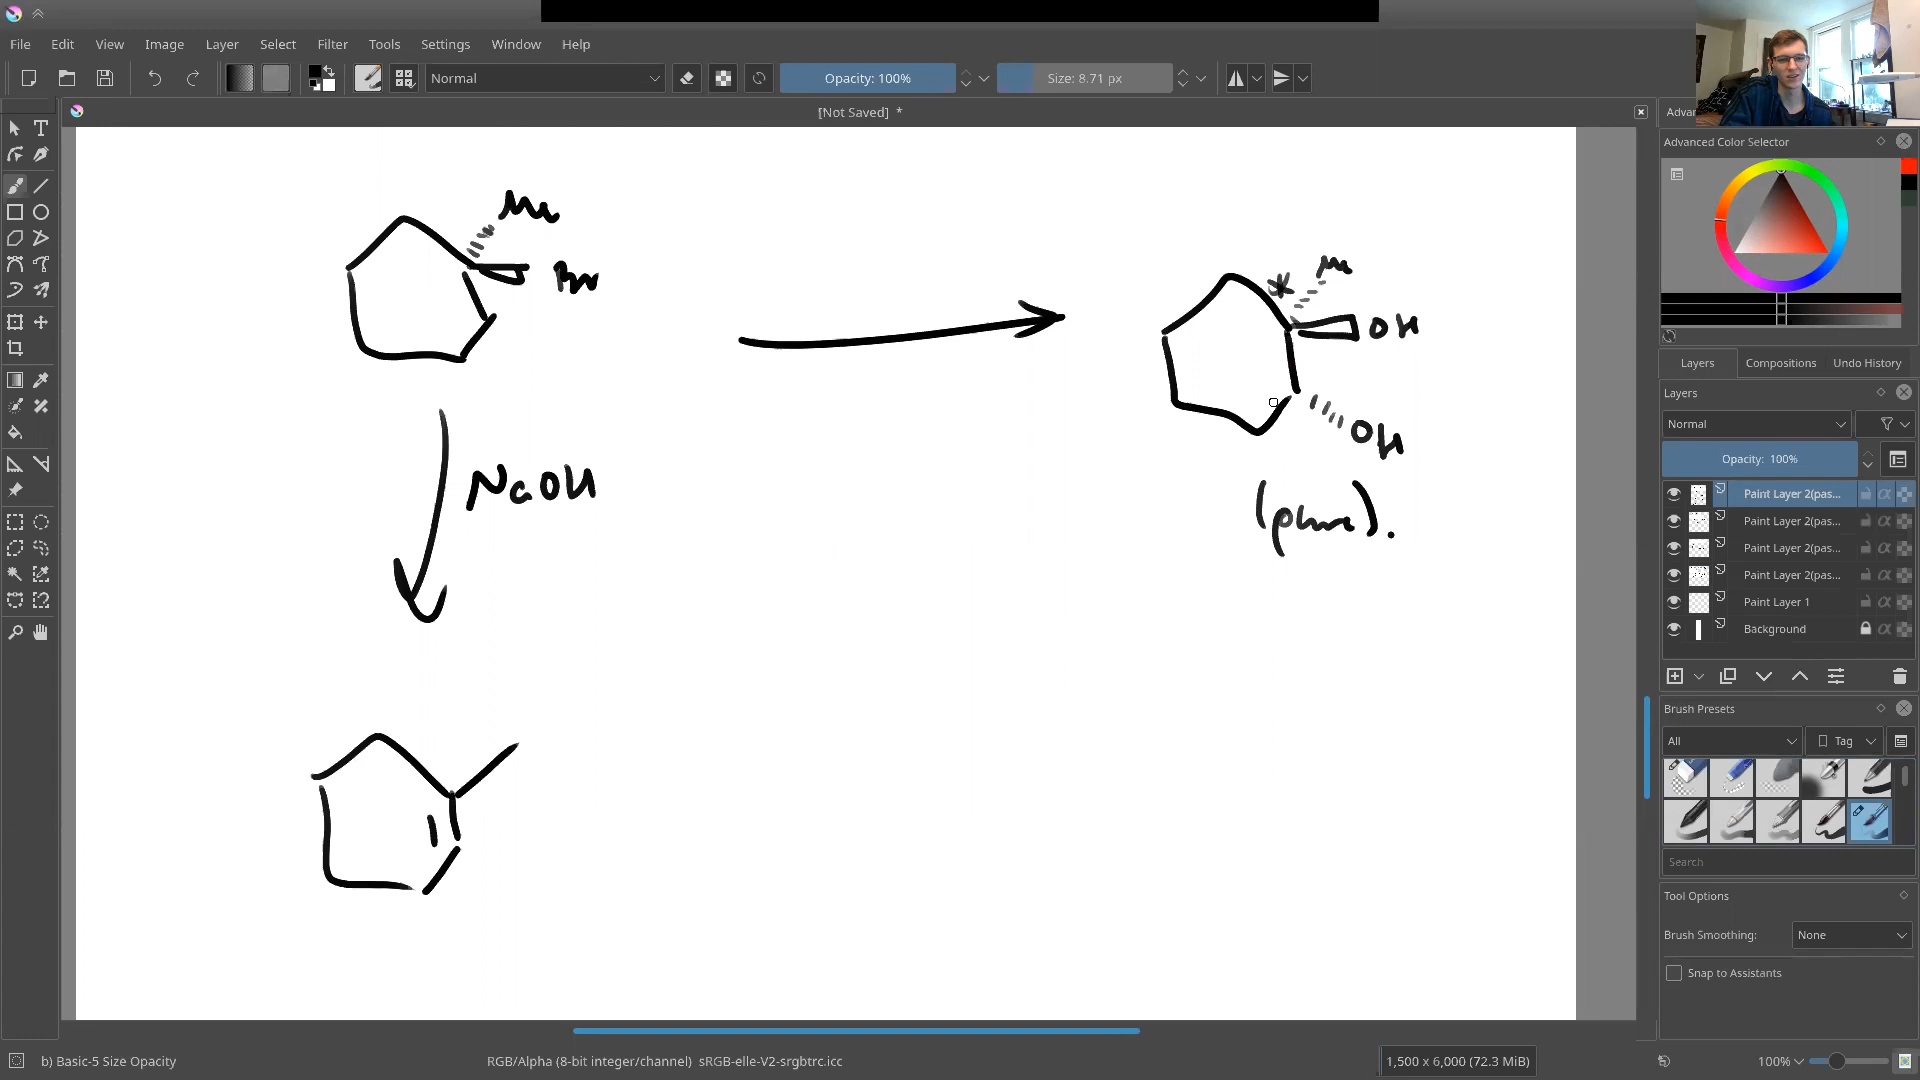 File Edit View Image Layer Select Filter Tools Settings Window Help
Normal
Opacity: 100%
Size: 8.71 px
[Not Saved] *
Me
Br
Me
OH
OH
NaOH
Advanced Color Selector
Layers Compositions Undo History
Layers
Normal
Opacity: 100%
Paint Layer 2(pas...
Paint Layer 2(pas...
Paint Layer 2(pas...
Paint Layer 2(pas...
Paint Layer 1
Background
Brush Presets
All
Tag
Search
Tool Options
Brush Smoothing: None
Snap to Assistants
b) Basic-5 Size Opacity
RGB/Alpha (8-bit integer/channel) sRGB-elle-V2-srgbtrc.icc
1,500 x 6,000 (72.3 MiB)
100%